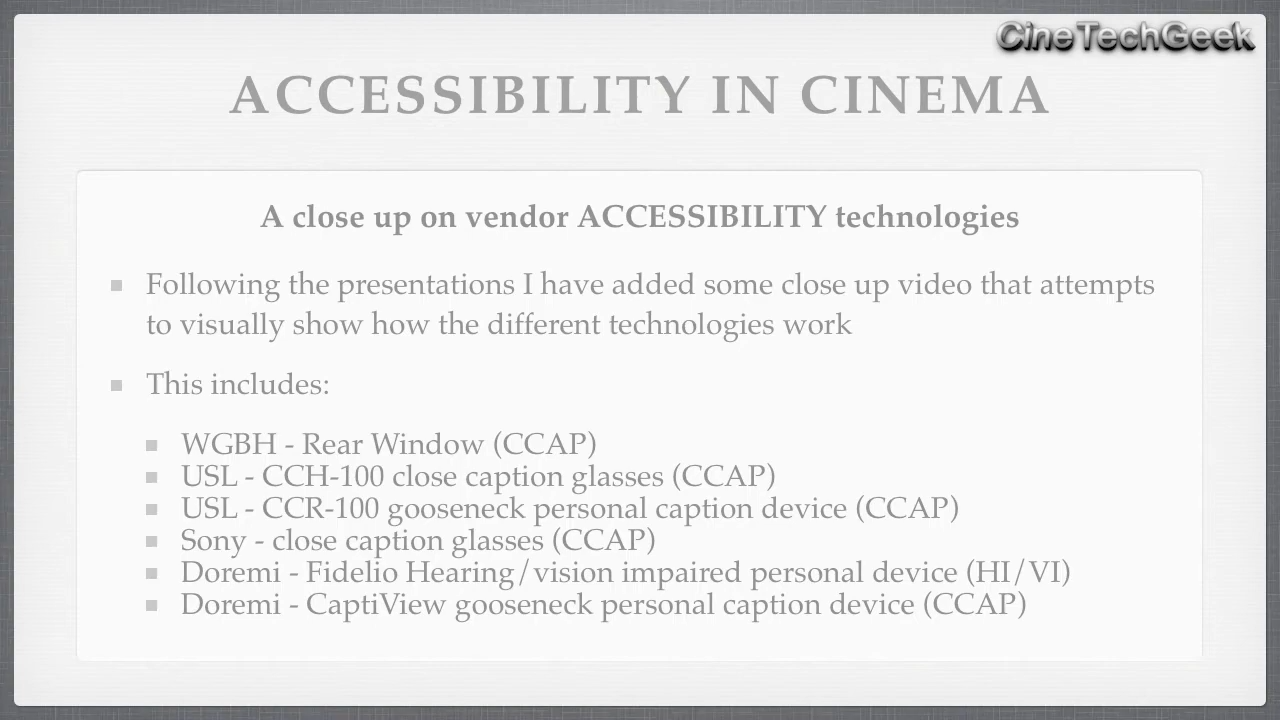 CineTechGeek
ACCESSIBILITY IN CINEMA
A close up on vendor ACCESSIBILITY technologies
Following the presentations I have added some close up video that attempts
to visually show how the different technologies work
This includes:
WGBH - Rear Window (CCAP)
USL - CCH-100 close caption glasses (CCAP)
USL - CCR-100 gooseneck personal caption device (CCAP)
Sony - close caption glasses (CCAP)
Doremi - Fidelio Hearing/vision impaired personal device (HI/VI)
Doremi - CaptiView gooseneck personal caption device (CCAP)